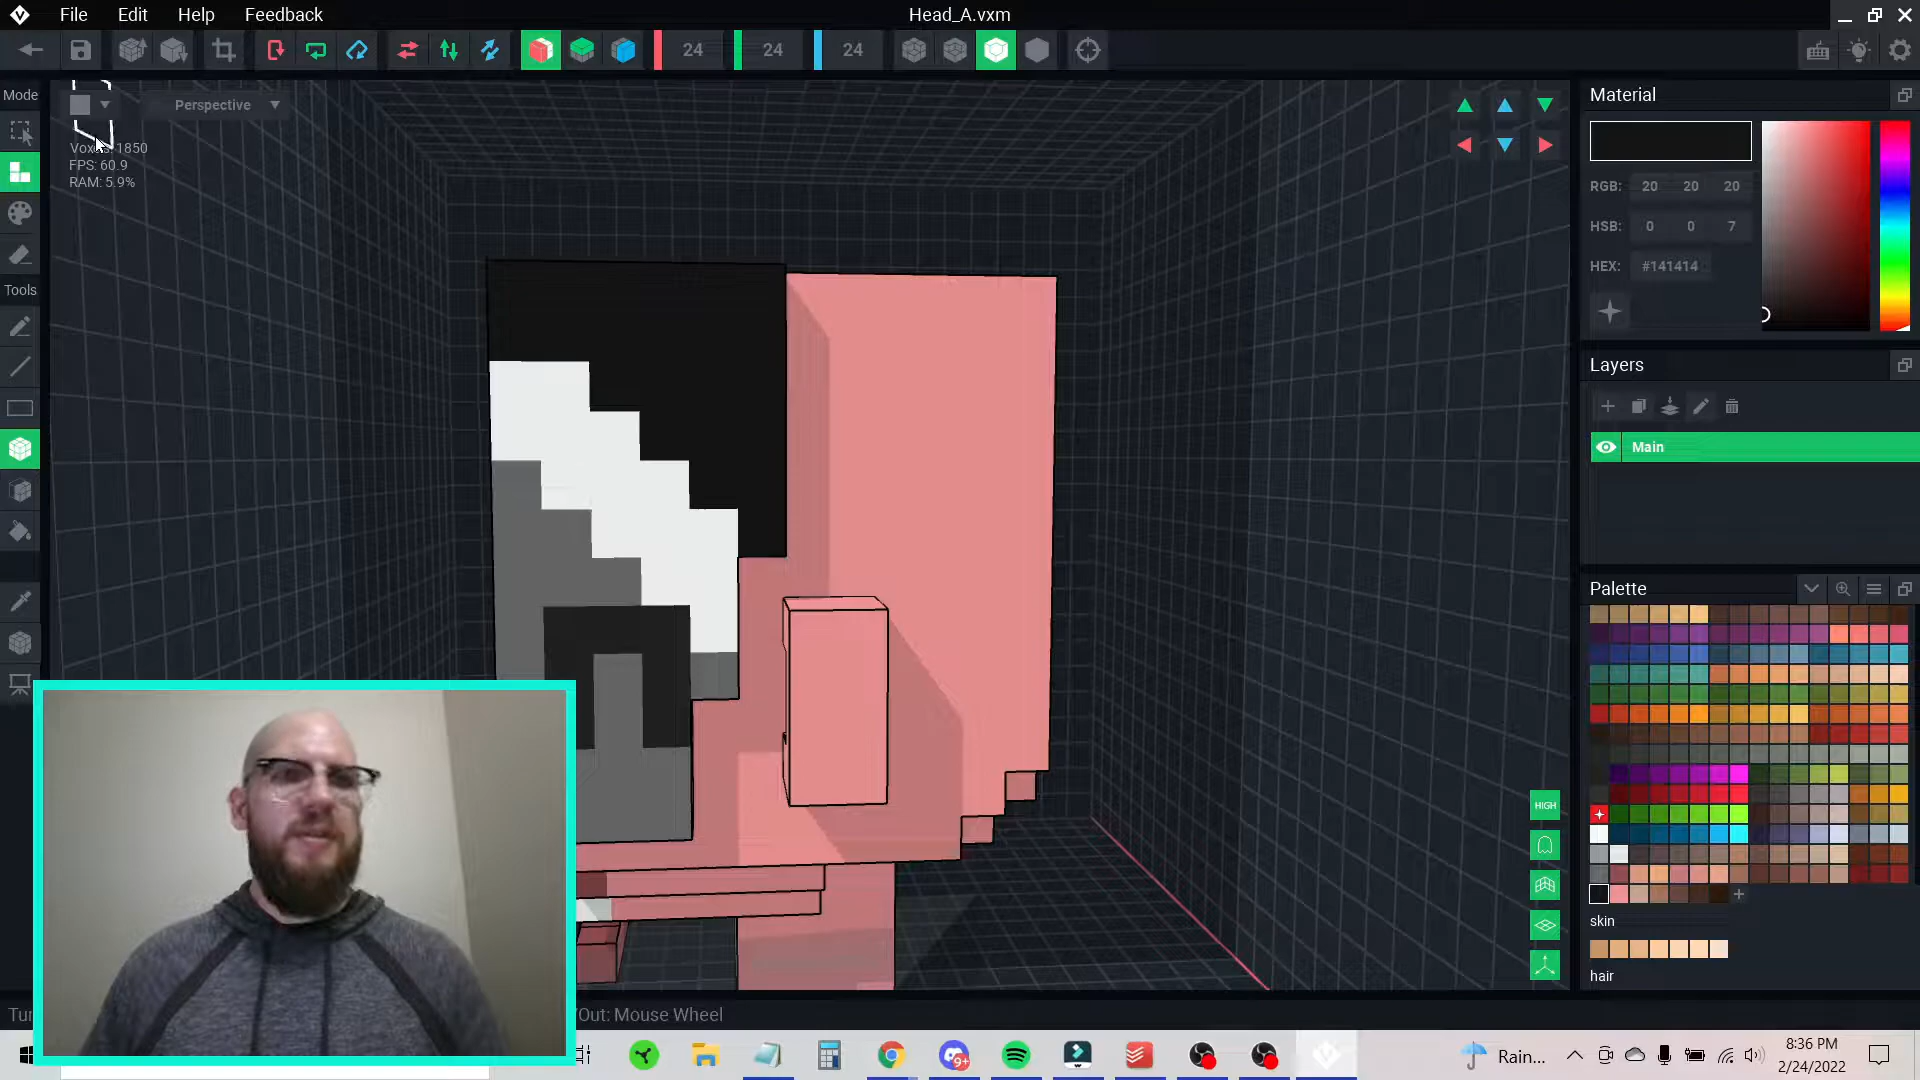 File Edit Help Feedback
Head_A.vxm
24 24 24
Mode
Perspective
1850
FPS: 60.9
RAM: 5.9%
Tools
Material
RGB: 20 20 20
HSB: 0 0 7
HEX: #141414
Layers
Main
Palette
HIGH
skin
hair
/Out: Mouse Wheel
9+
Rain...
8:36 PM
2/24/2022